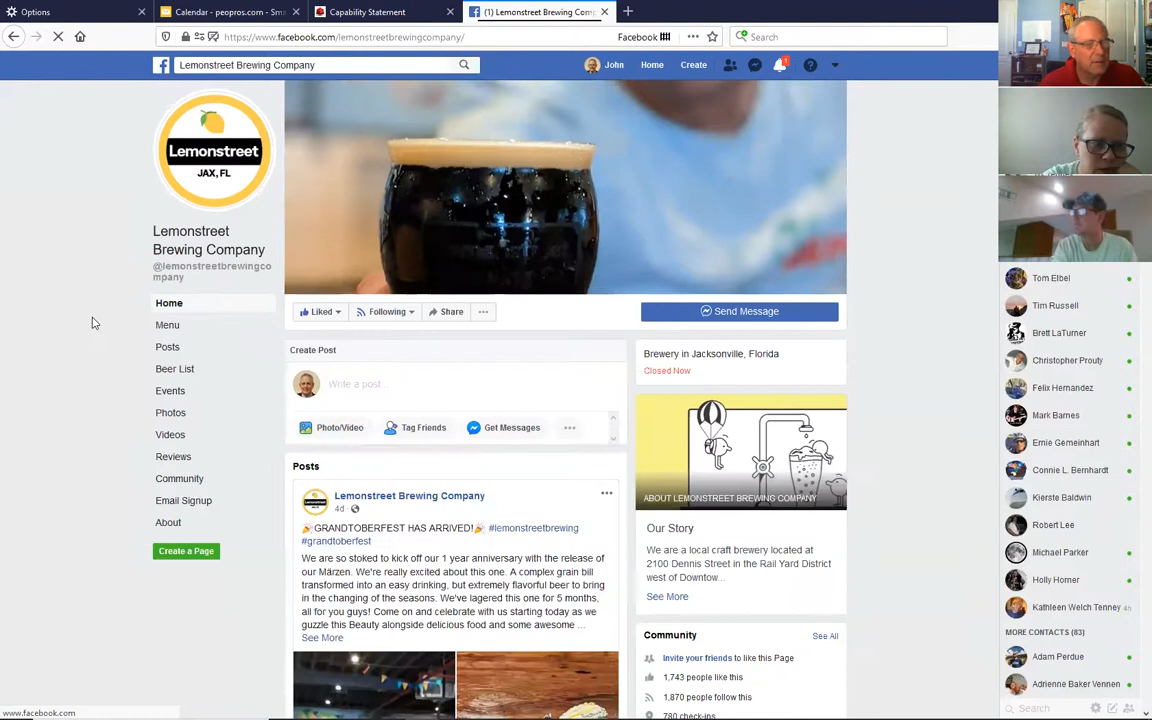 Options
Calendar - peopros.com - Sma
Capability Statement
(1) Lemonstreet Brewing Comp
https://www.facebook.com/lemonstreetbrewingcompany/
Facebook
Search
Lemonstreet Brewing Company
John
Home
Create
1
Lemonstreet
JAX, FL
Lemonstreet
Brewing Company
@lemonstreetbrewingco
mpany
Home
Menu
Posts
Beer List
Events
Photos
Videos
Reviews
Community
Email Signup
About
Create a Page
Liked
Following
Share
Send Message
Create Post
Write a post...
Photo/Video
Tag Friends
Get Messages
Posts
Lemonstreet Brewing Company
4d
🎉GRANDTOBERFEST HAS ARRIVED!🎉 #lemonstreetbrewing
#grandtoberfest
We are so stoked to kick off our 1 year anniversary with the release of
our Märzen. We're really excited about this one. A complex grain bill
transformed into an easy drinking, but extremely flavorful beer to bring
in the changing of the seasons. We've lagered this one for 5 months,
all for you guys! Come on and celebrate with us starting today as we
guzzle this Beauty alongside delicious food and some awesome ...
See More
Brewery in Jacksonville, Florida
Closed Now
ABOUT LEMONSTREET BREWING COMPANY
Our Story
We are a local craft brewery located at
2100 Dennis Street in the Rail Yard District
west of Downtow...
See More
Community
See All
Invite your friends to like this Page
1,743 people like this
1,870 people follow this
780 check-ins
Tom Elbel
Tim Russell
Brett LaTurner
Christopher Prouty
Felix Hernandez
Mark Barnes
Ernie Gemeinhart
Connie L. Bernhardt
Kierste Baldwin
Robert Lee
Michael Parker
Holly Horner
Kathleen Welch Tenney 4h
MORE CONTACTS (83)
Adam Perdue
Adrienne Baker Vennen
Search
www.facebook.com